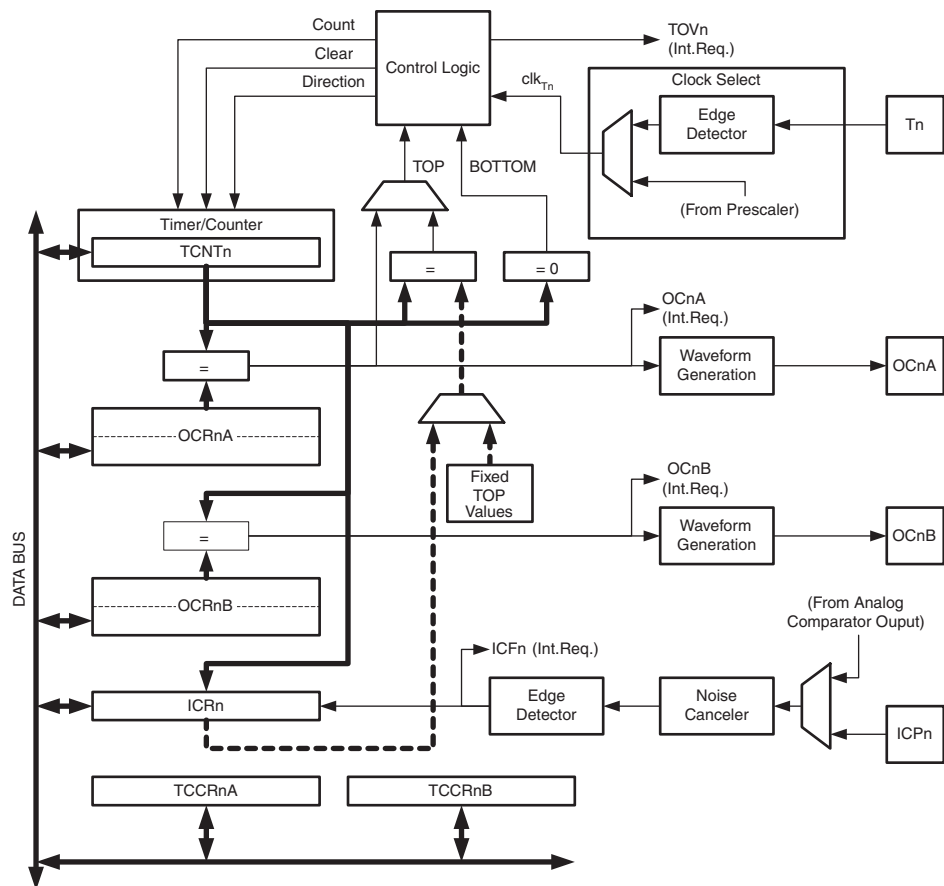 Count
TOVn
(Int.Req.)
Clear
Control Logic
Direction
clkTn
Clock Select
Edge
Detector
Tn
TOP
BOTTOM
(From Prescaler)
Timer/Counter
TCNTn
=
= 0
OCnA
(Int.Req.)
=
Waveform
Generation
OCnA
OCRnA
Fixed
TOP
Values
OCnB
(Int.Req.)
=
Waveform
Generation
OCnB
DATA BUS
OCRnB
(From Analog
Comparator Ouput)
ICFn (Int.Req.)
ICRn
Edge
Detector
Noise
Canceler
ICPn
TCCRnA
TCCRnB